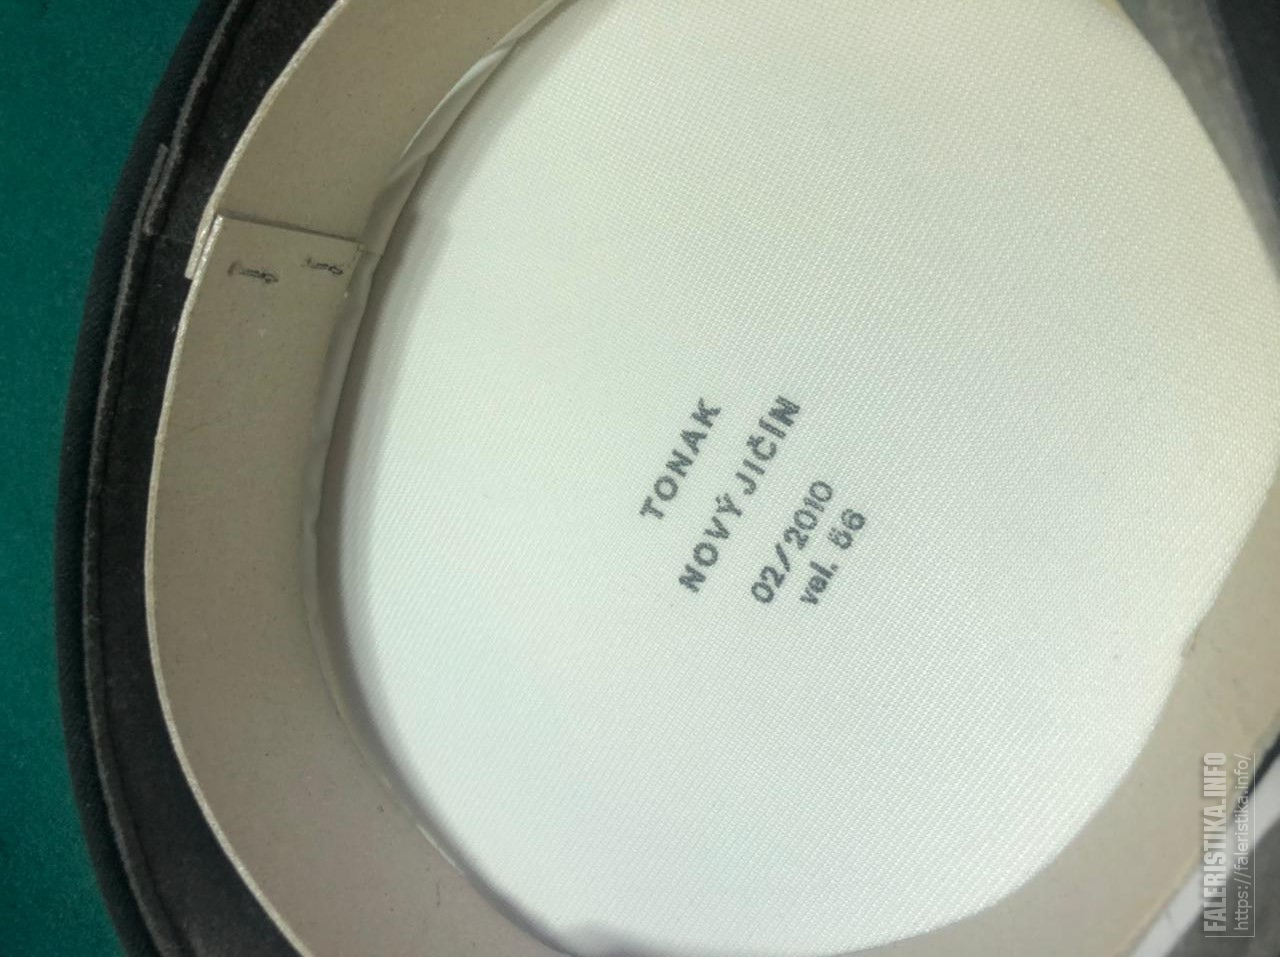 TONAK
NOVÝ JIČÍN
02/2010
vel. 56
FALERISTIKA.INFO
https://faleristika.info/